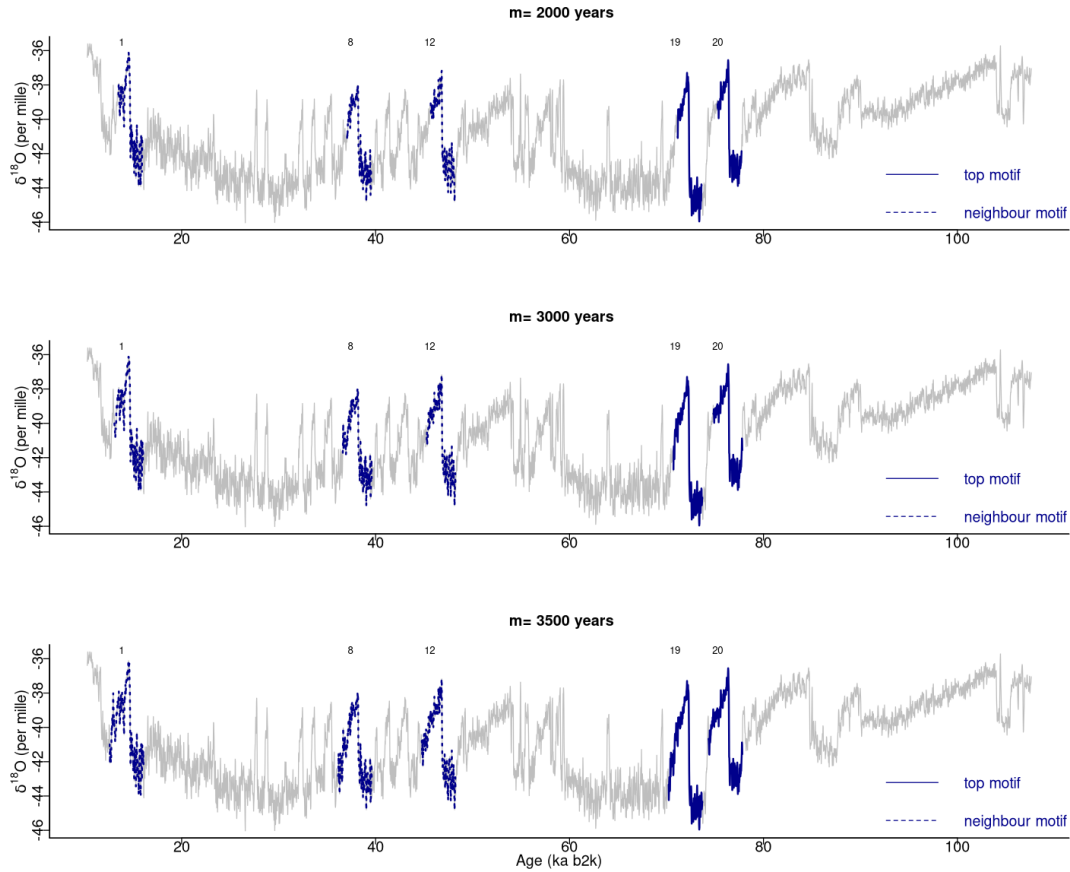 m= 2000 years
1 8 12 19 20
δ18O (per mille)
-36
-38
-40
-42
-44
-46
top motif
neighbour motif
20 40 60 80 100
m= 3000 years
1 8 12 19 20
δ18O (per mille)
-36
-38
-40
-42
-44
-46
top motif
neighbour motif
20 40 60 80 100
m= 3500 years
1 8 12 19 20
δ18O (per mille)
-36
-38
-40
-42
-44
-46
top motif
neighbour motif
20 40 60 80 100
Age (ka b2k)